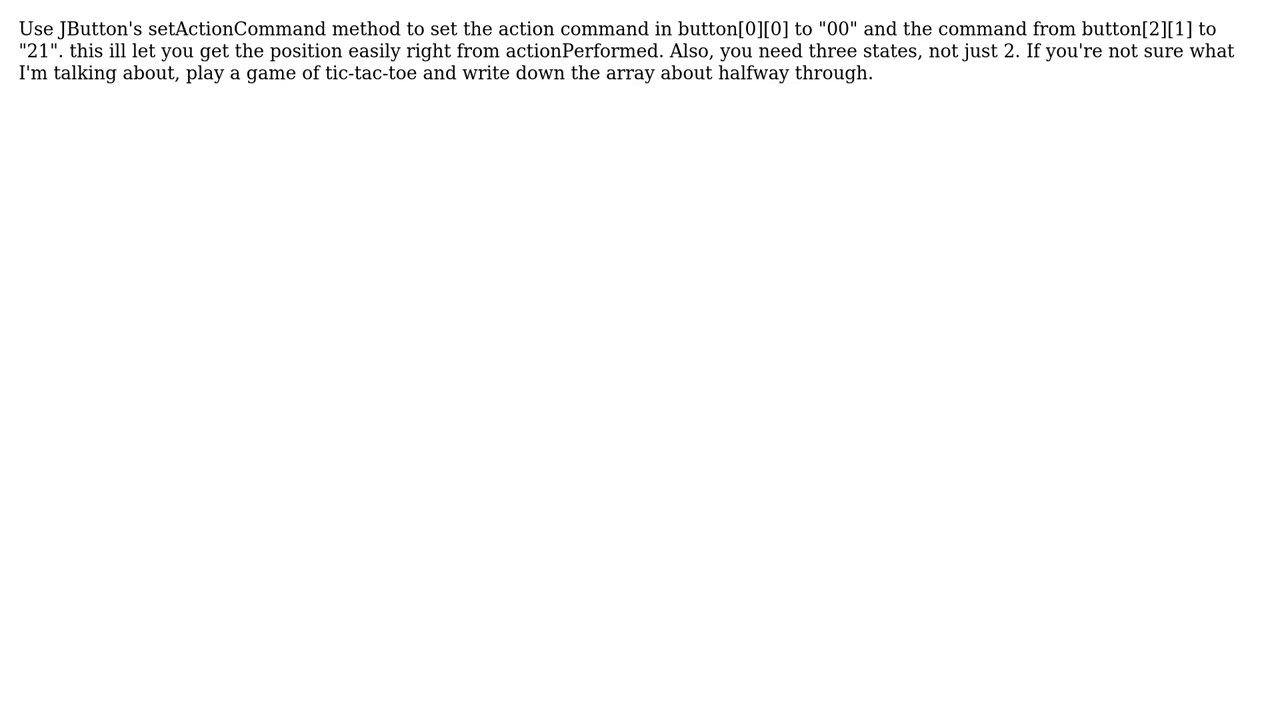 Use JButton's setActionCommand method to set the action command in button[0][0] to "00" and the command from button[2][1] to
"21". this ill let you get the position easily right from actionPerformed. Also, you need three states, not just 2. If you're not sure what
I'm talking about, play a game of tic-tac-toe and write down the array about halfway through.